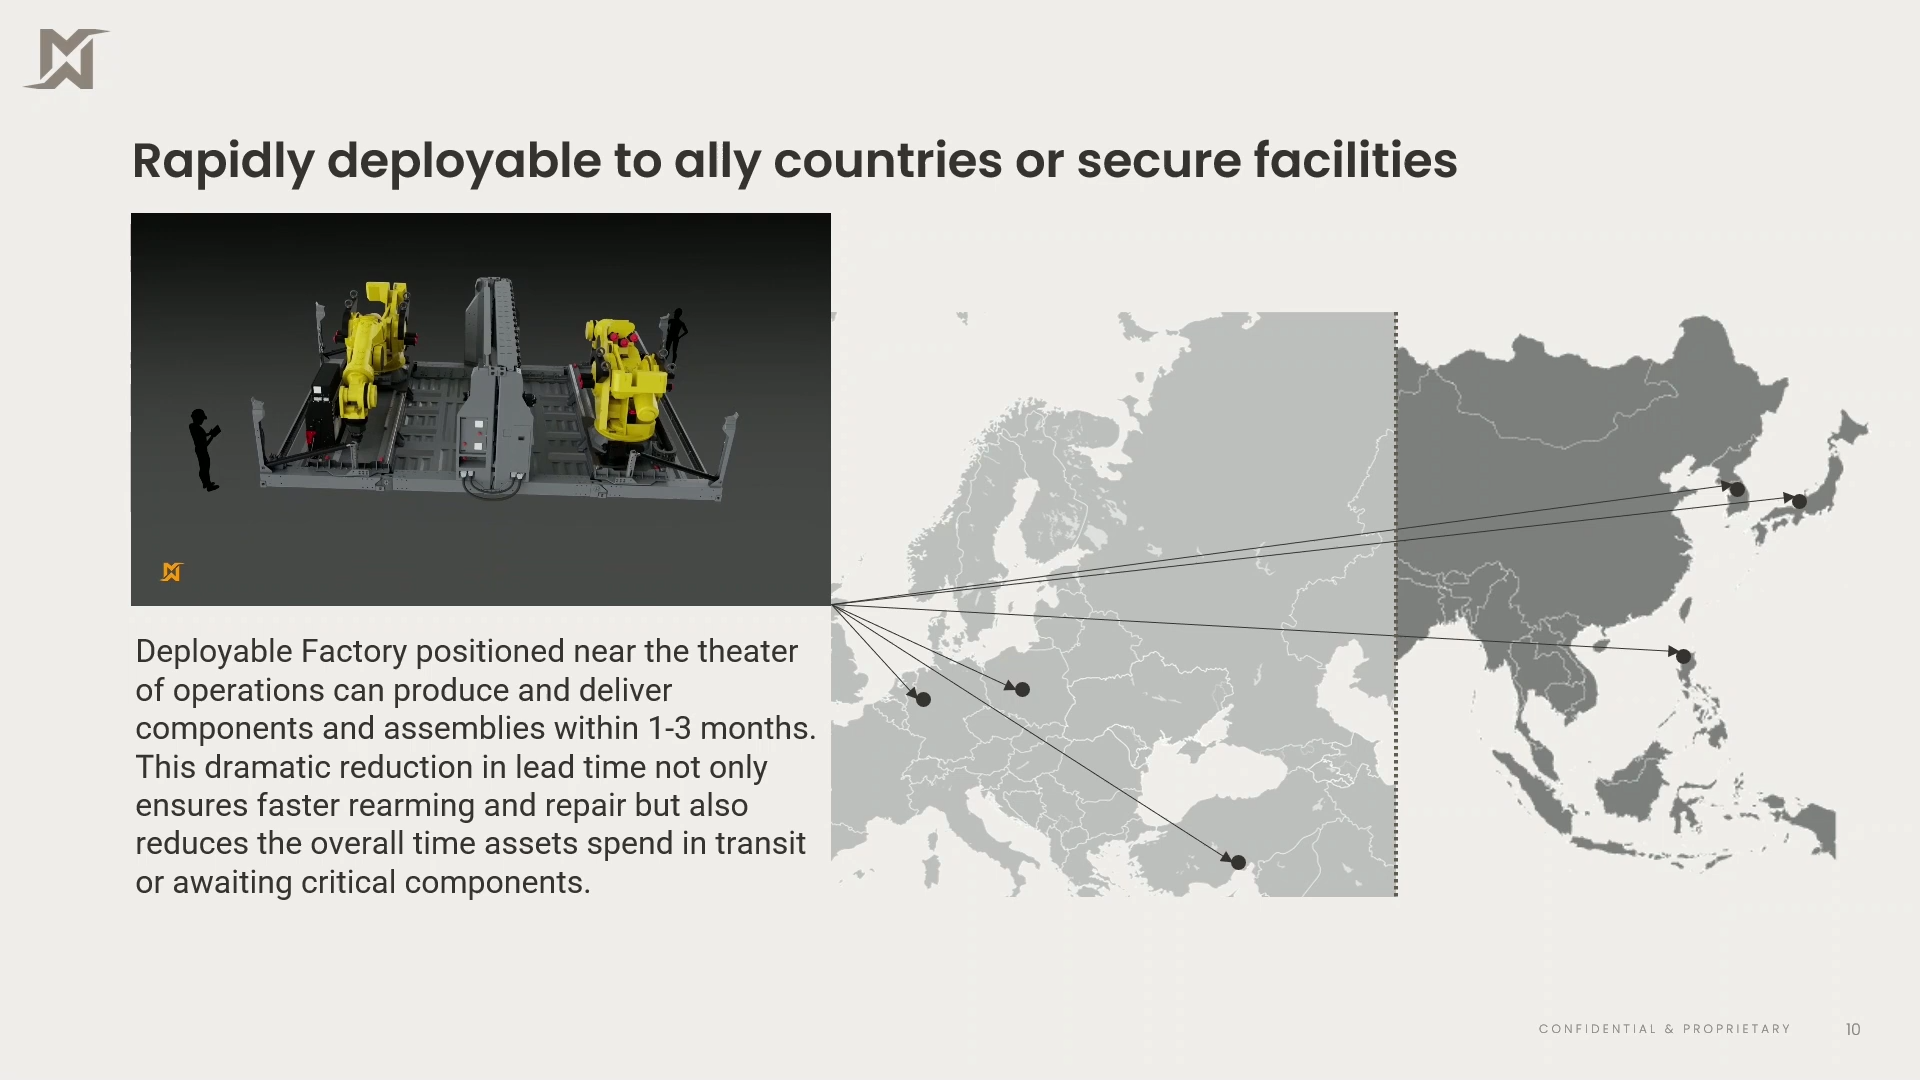 Rapidly deployable to ally countries or secure facilities
Deployable Factory positioned near the theater
of operations can produce and deliver
components and assemblies within 1-3 months.
This dramatic reduction in lead time not only
ensures faster rearming and repair but also
reduces the overall time assets spend in transit
or awaiting critical components.
CONFIDENTIAL & PROPRIETARY
10